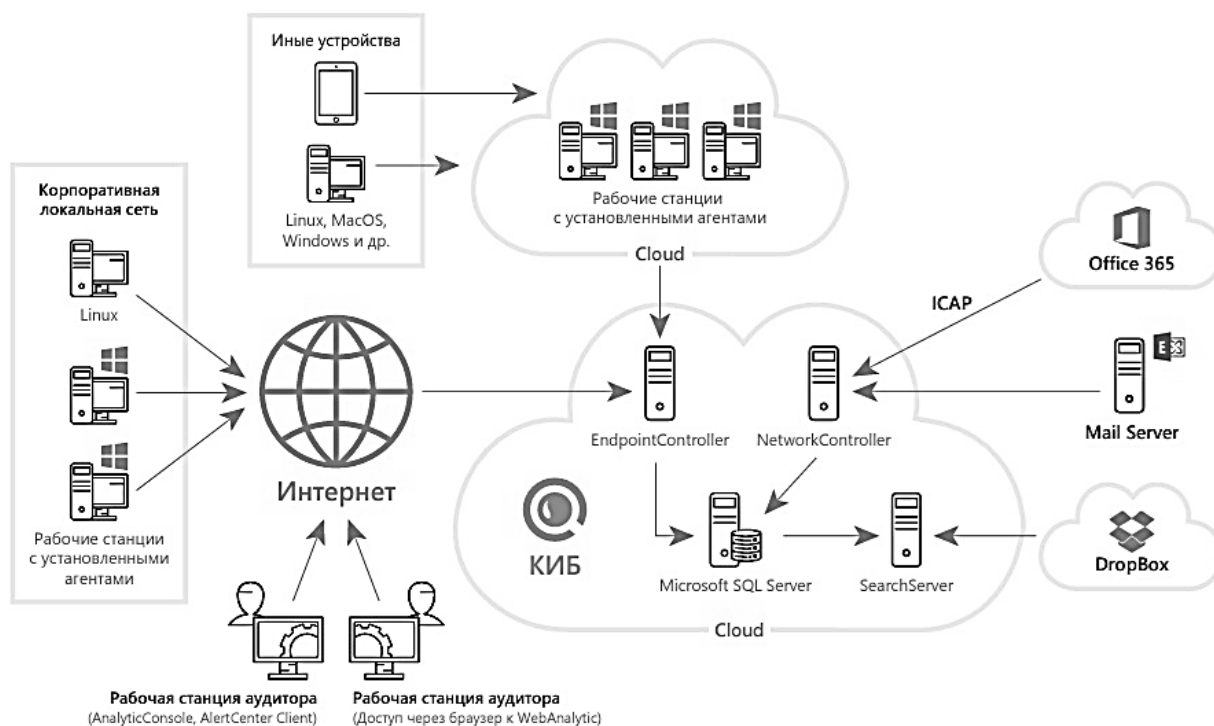 Иные устройства
Linux, MacOS,
Windows и др.
Рабочие станции
с установленными агентами
Cloud
Корпоративная
локальная сеть
Linux
Рабочие станции
с установленными
агентами
Интернет
Office 365
ICAP
Mail Server
EndpointController
NetworkController
КИБ
Microsoft SQL Server
SearchServer
DropBox
Cloud
Рабочая станция аудитора
(AnalyticConsole, AlertCenter Client)
Рабочая станция аудитора
(Доступ через браузер к WebAnalytic)